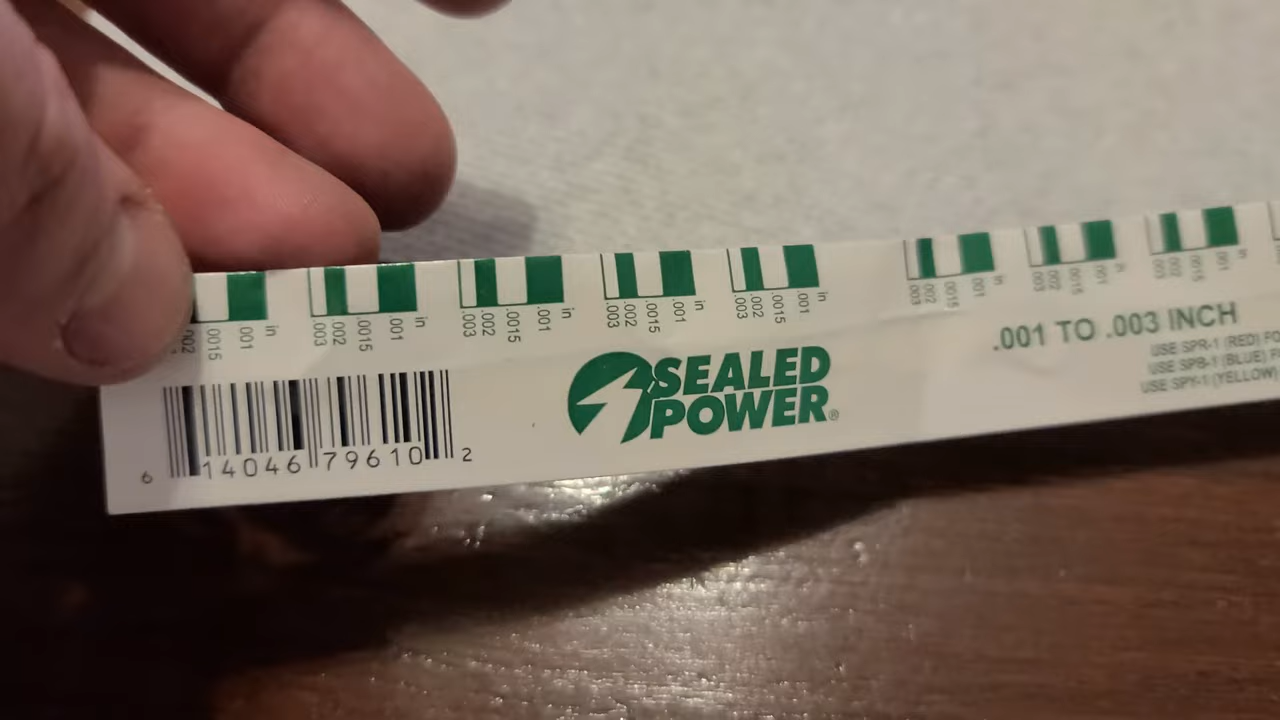 002 0015 001 in
.003 .002 .0015 .001 in
.003 .002 .0015 .001 in
.003 .002 .0015 .001 in
.003 .002 .0015 .001 in
.003 .002 .0015 .001 in
.003 .002 .0015 .001 in
.003 .002 .0015 .001 in
SEALED
POWER®
.001 TO .003 INCH
USE SPR-1 (RED)
USE SPB-1 (BLUE)
USE SPY-1 (YELLOW)
6 14046 79610 2